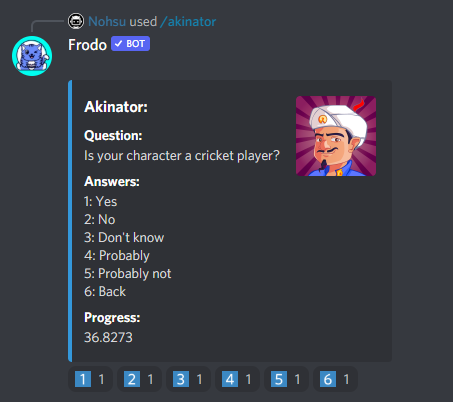 Nohsu used /akinator
Frodo ✓ BOT
Akinator:
Question:
Is your character a cricket player?
Answers:
1: Yes
2: No
3: Don't know
4: Probably
5: Probably not
6: Back
Progress:
36.8273
1 1 2 1 3 1 4 1 5 1 6 1